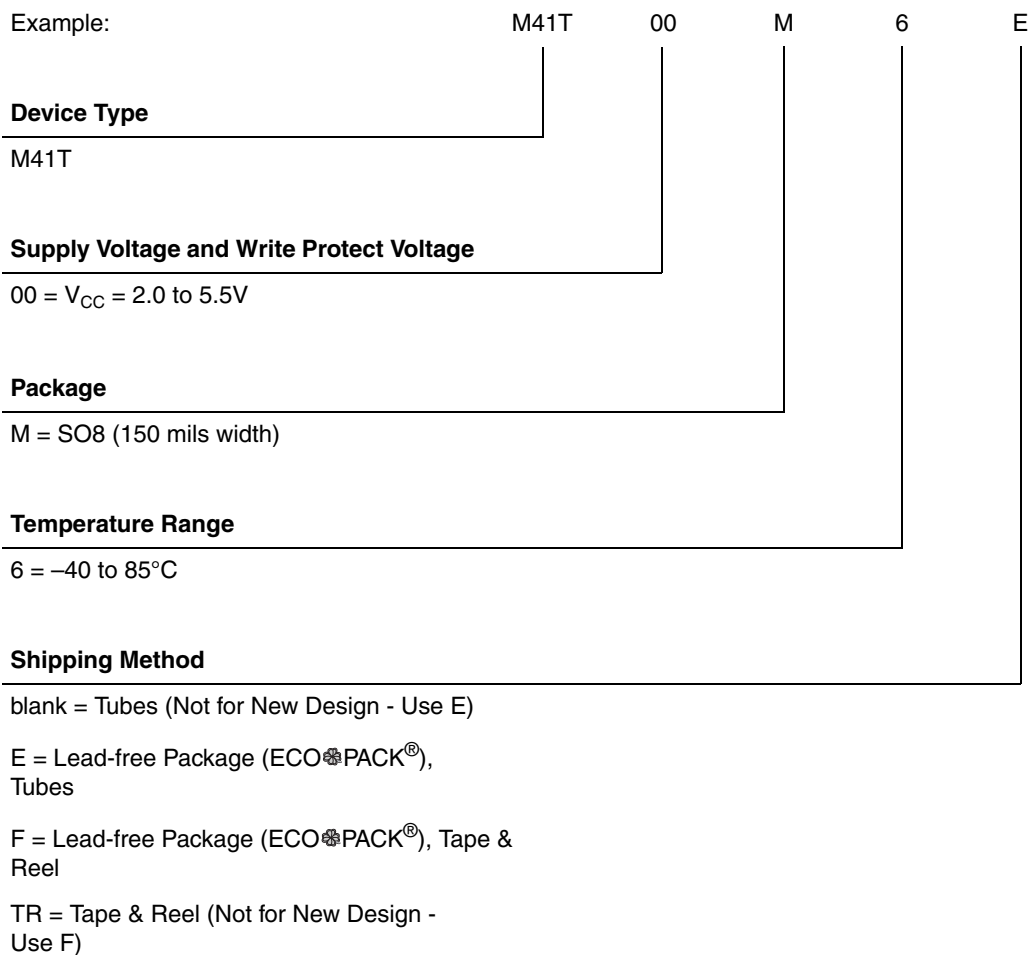 Example: M41T 00 M 6 E
Device Type
M41T
Supply Voltage and Write Protect Voltage
00 = VCC = 2.0 to 5.5V
Package
M = SO8 (150 mils width)
Temperature Range
6 = –40 to 85°C
Shipping Method
blank = Tubes (Not for New Design - Use E)
E = Lead-free Package (ECO PACK®),
Tubes
F = Lead-free Package (ECO PACK®), Tape &
Reel
TR = Tape & Reel (Not for New Design -
Use F)